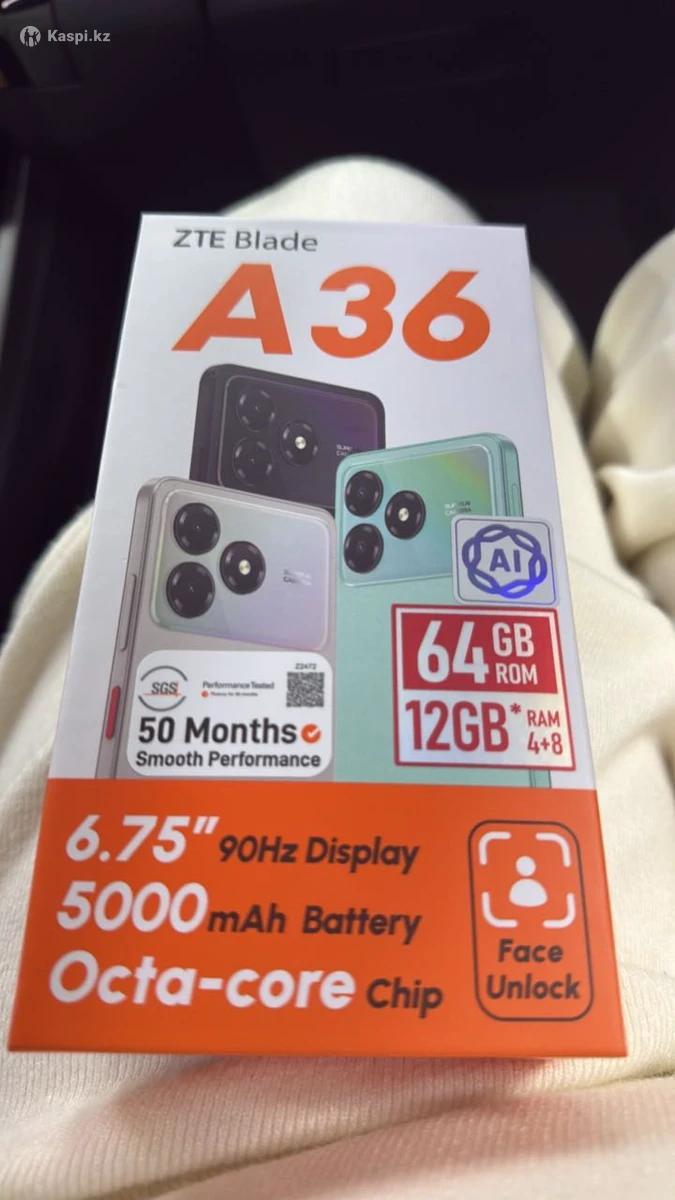 Kaspi.kz
ZTE Blade
A36
AI
64 GB
ROM
12GB* RAM
4+8
SGS
Performance Tested
Z2472
50 Months
Smooth Performance
6.75" 90Hz Display
5000mAh Battery
Octa-core Chip
Face
Unlock